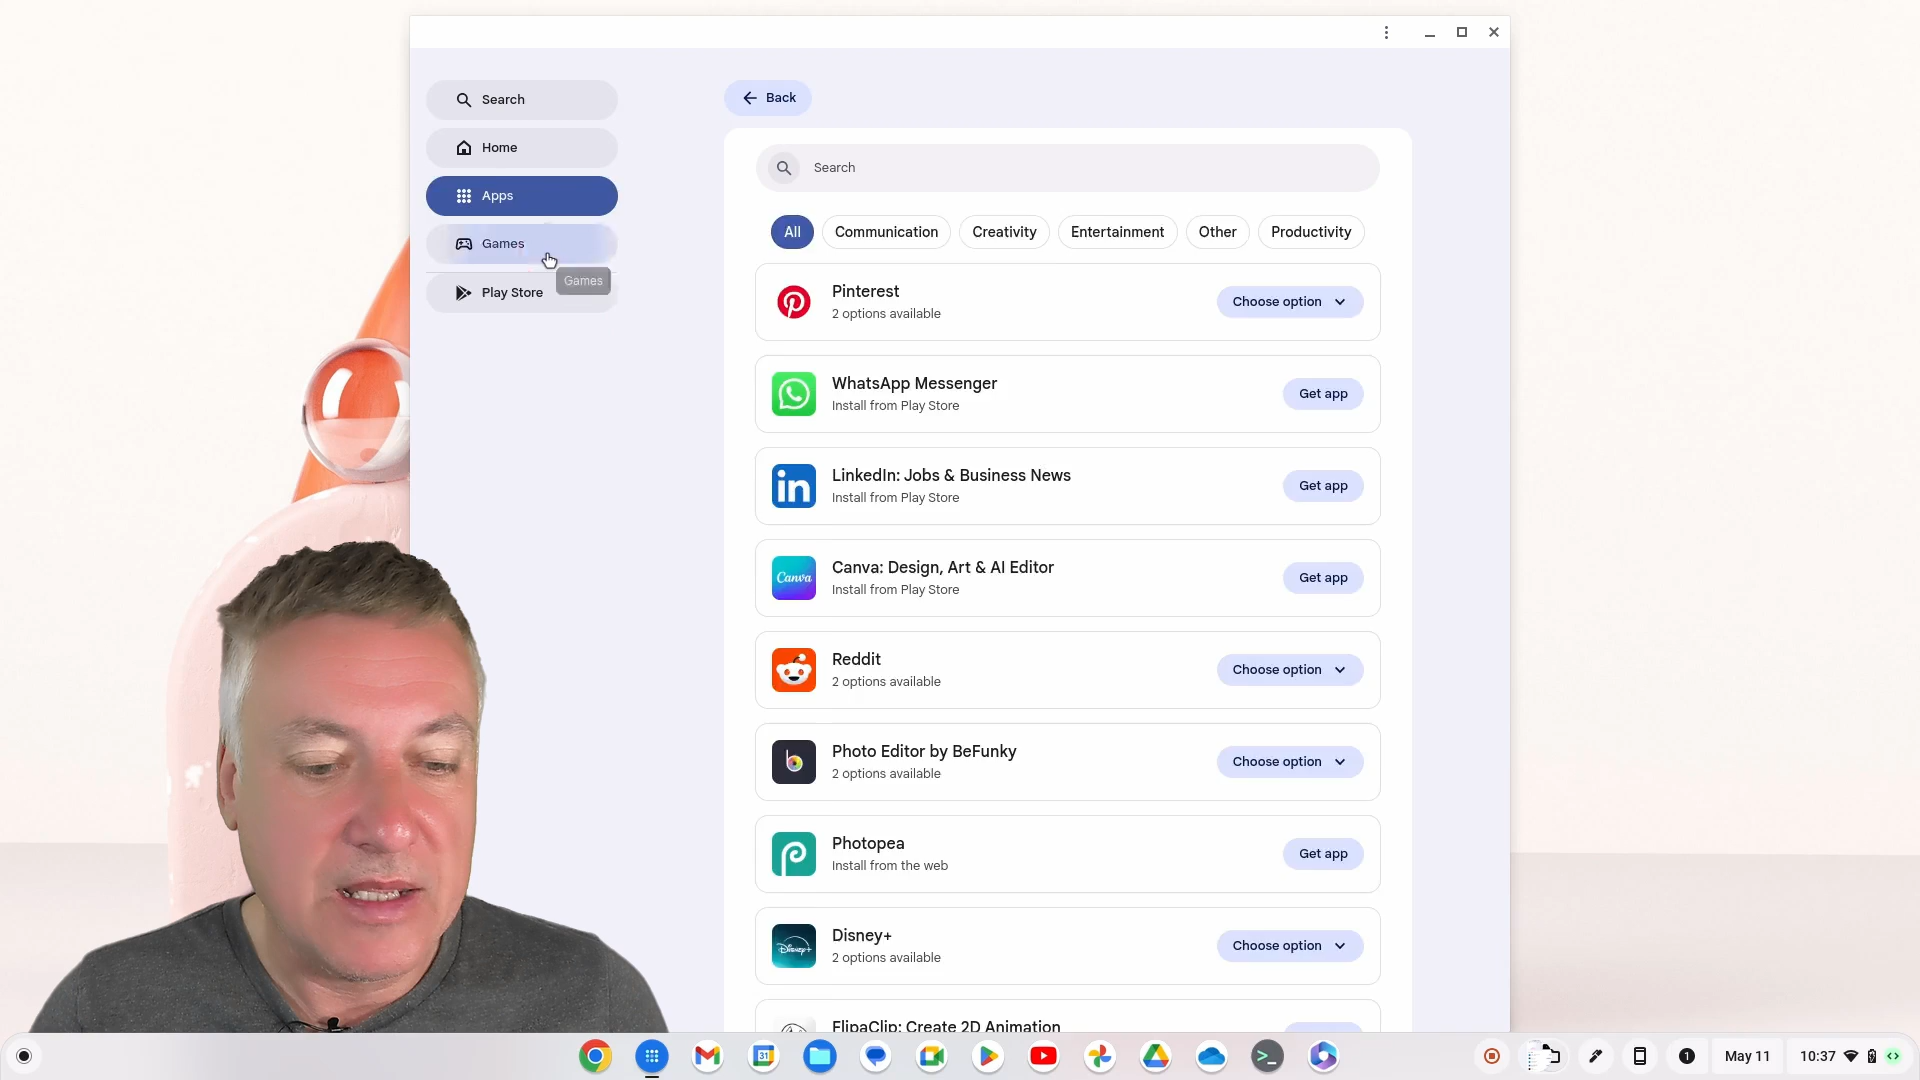 Search
Home
Apps
Games
Games
Play Store
Back
Search
All
Communication
Creativity
Entertainment
Other
Productivity
Pinterest
2 options available
Choose option
WhatsApp Messenger
Install from Play Store
Get app
LinkedIn: Jobs & Business News
Install from Play Store
Get app
Canva
Canva: Design, Art & AI Editor
Install from Play Store
Get app
Reddit
2 options available
Choose option
Photo Editor by BeFunky
2 options available
Choose option
Photopea
Install from the web
Get app
Disney+
Disney+
2 options available
Choose option
FlipaClip: Create 2D Animation
31
1
May 11
10:37